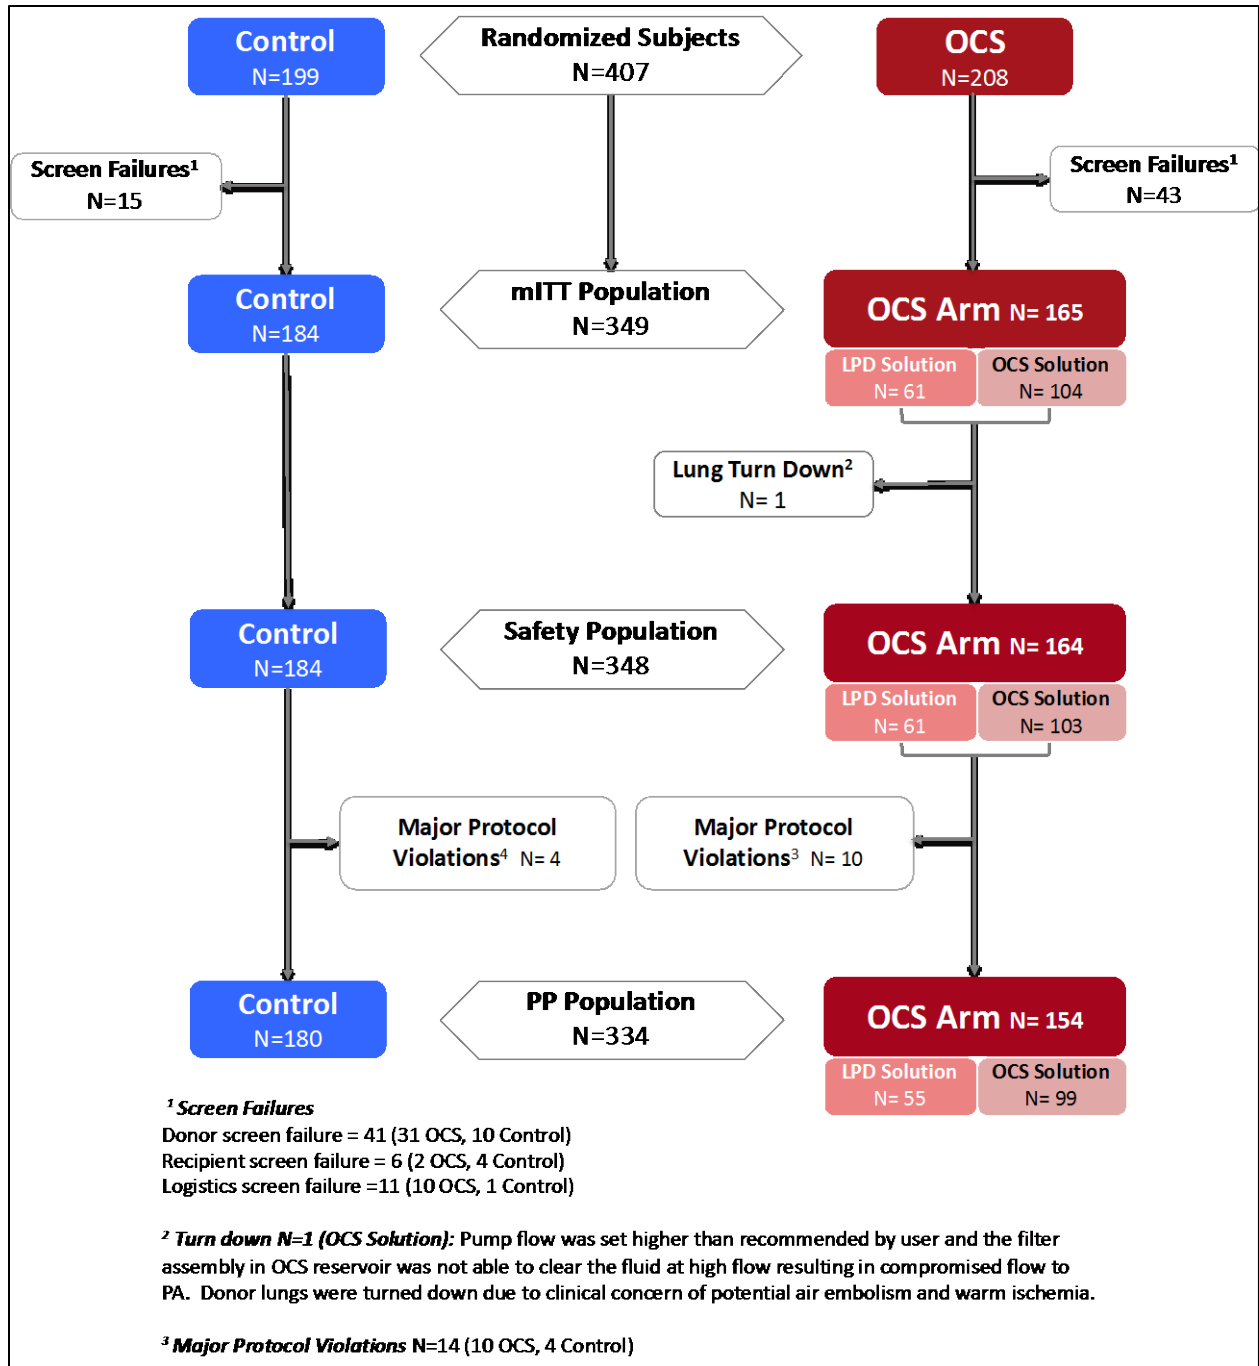 Control
N=199
Randomized Subjects
N=407
OCS
N=208
Screen Failures¹
N=15
Screen Failures¹
N=43
Control
N=184
mITT Population
N=349
OCS Arm N= 165
LPD Solution
N= 61
OCS Solution
N= 104
Lung Turn Down²
N= 1
Control
N=184
Safety Population
N=348
OCS Arm N= 164
LPD Solution
N= 61
OCS Solution
N= 103
Major Protocol
Violations⁴ N= 4
Major Protocol
Violations³ N= 10
Control
N=180
PP Population
N=334
OCS Arm N= 154
LPD Solution
N= 55
OCS Solution
N= 99
¹ Screen Failures
Donor screen failure = 41 (31 OCS, 10 Control)
Recipient screen failure = 6 (2 OCS, 4 Control)
Logistics screen failure =11 (10 OCS, 1 Control)
² Turn down N=1 (OCS Solution): Pump flow was set higher than recommended by user and the filter
assembly in OCS reservoir was not able to clear the fluid at high flow resulting in compromised flow to
PA. Donor lungs were turned down due to clinical concern of potential air embolism and warm ischemia.
³ Major Protocol Violations N=14 (10 OCS, 4 Control)